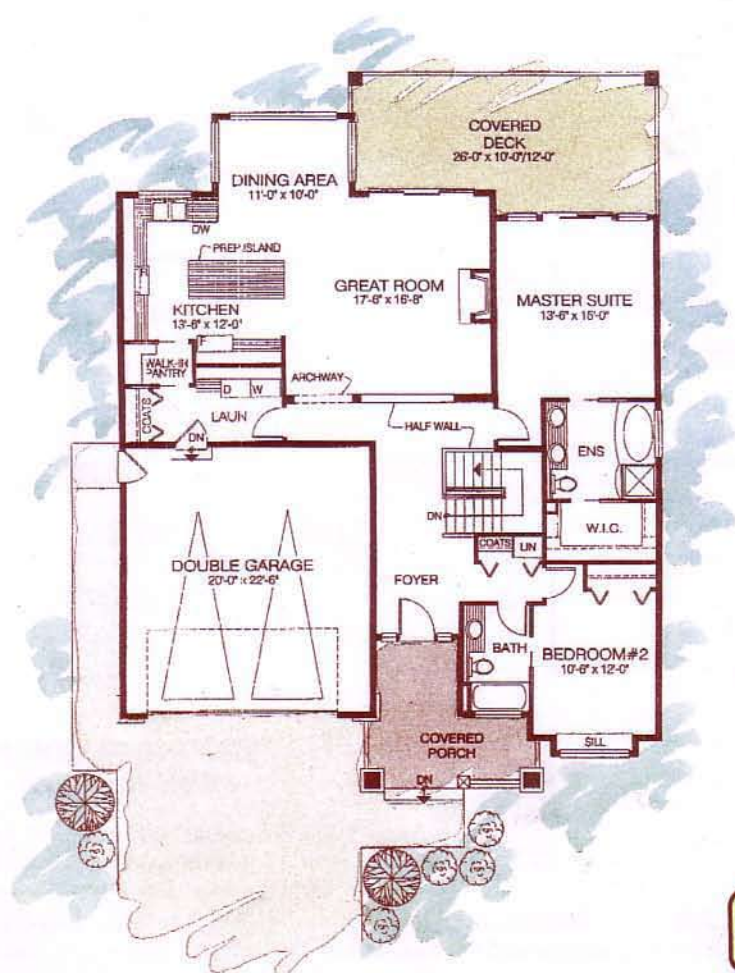 COVERED
DECK
26'-0" x 10'-0"/12'-0"
DINING AREA
11'-0" x 10'-0"
DW
PREP ISLAND
GREAT ROOM
17'-6" x 16'-8"
MASTER SUITE
13'-6" x 15'-0"
KITCHEN
13'-6" x 12'-0"
F
WALK-IN
PANTRY
ARCHWAY
D W
COATS
LAUN
HALF WALL
DN
ENS
DN
W.I.C.
COATS
LIN
DOUBLE GARAGE
20'-0" x 22'-6"
FOYER
BATH
BEDROOM #2
10'-6" x 12'-0"
COVERED
PORCH
SILL
DN